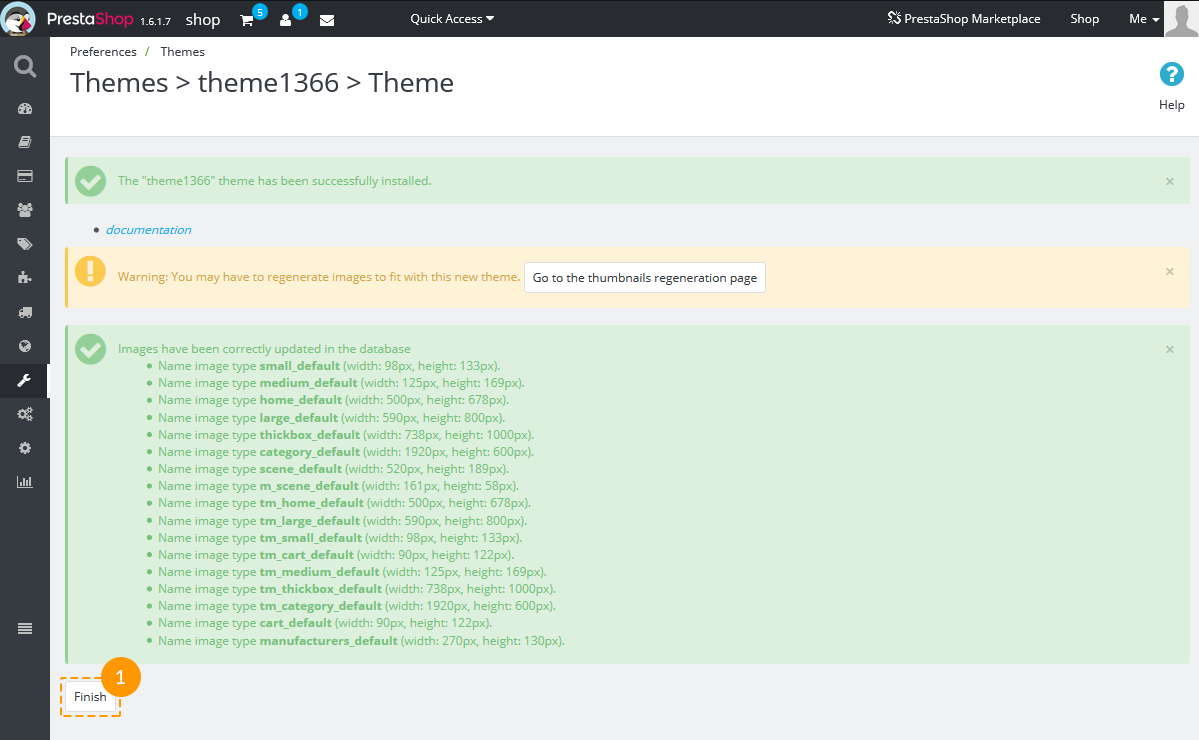 PrestaShop 1.6.1.7 shop 5 1 Quick Access PrestaShop Marketplace Shop Me
Preferences / Themes
Themes > theme1366 > Theme
Help
The "theme1366" theme has been successfully installed.
documentation
Warning: You may have to regenerate images to fit with this new theme. Go to the thumbnails regeneration page
Images have been correctly updated in the database
Name image type small_default (width: 98px, height: 133px).
Name image type medium_default (width: 125px, height: 169px).
Name image type home_default (width: 500px, height: 678px).
Name image type large_default (width: 590px, height: 800px).
Name image type thickbox_default (width: 738px, height: 1000px).
Name image type category_default (width: 1920px, height: 600px).
Name image type scene_default (width: 520px, height: 189px).
Name image type m_scene_default (width: 161px, height: 58px).
Name image type tm_home_default (width: 500px, height: 678px).
Name image type tm_large_default (width: 590px, height: 800px).
Name image type tm_small_default (width: 98px, height: 133px).
Name image type tm_cart_default (width: 90px, height: 122px).
Name image type tm_medium_default (width: 125px, height: 169px).
Name image type tm_thickbox_default (width: 738px, height: 1000px).
Name image type tm_category_default (width: 1920px, height: 600px).
Name image type cart_default (width: 90px, height: 122px).
Name image type manufacturers_default (width: 270px, height: 130px).
1
Finish